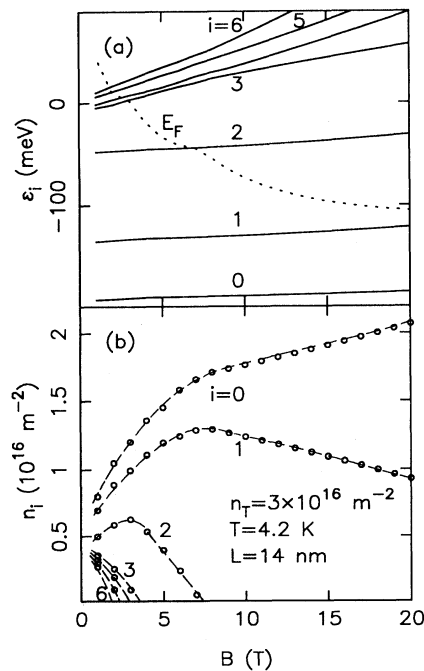 (a)
i=6
5
3
E_F
2
1
0
0
-100
ε_i (meV)
(b)
i=0
1
2
3
6
n_T=3×10^16 m^-2
T=4.2 K
L=14 nm
2
1.5
1
0.5
n_i (10^16 m^-2)
0 5 10 15 20
B (T)